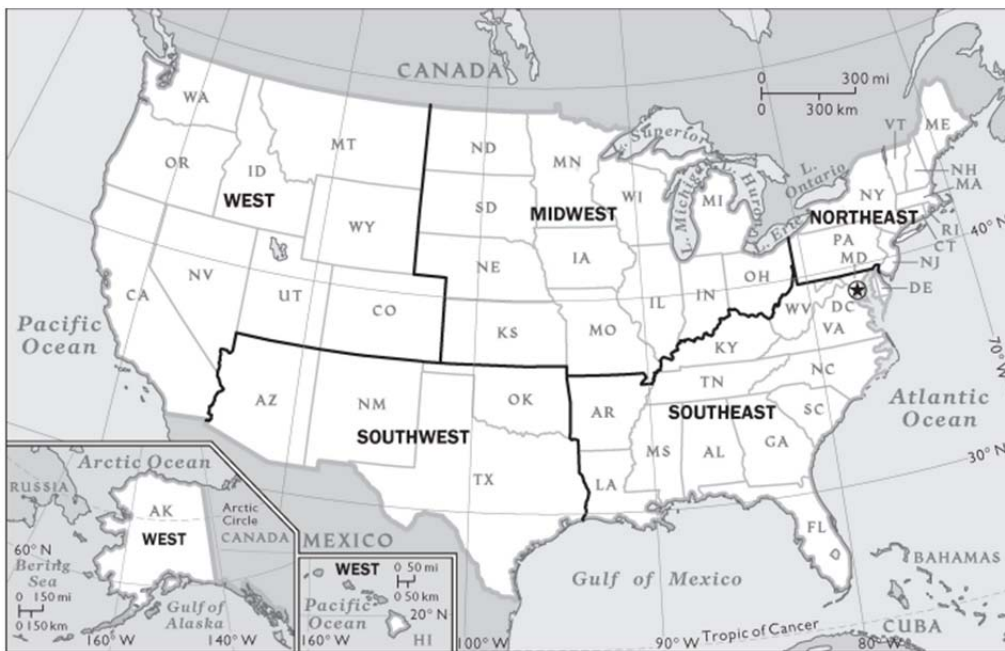 CANADA
0 300 mi
0 300 km
WA
MT
ND
MN
L. Superior
VT
ME
OR
ID
WEST
SD
MIDWEST
WI
L. Michigan
MI
L. Huron
L. Ontario
NH
MA
NY
NORTHEAST
L. Erie
RI
CT
40° N
WY
NE
IA
PA
MD
NJ
DE
NV
UT
CO
CA
KS
MO
IL
IN
OH
WV
DC
VA
KY
70° W
Pacific
Ocean
AZ
NM
OK
AR
TN
NC
SC
SOUTHWEST
SOUTHEAST
Atlantic
Ocean
MS
AL
GA
TX
LA
30° N
FL
Arctic Ocean
RUSSIA
AK
WEST
Arctic
Circle
CANADA
60° N
Bering
Sea
0 150 mi
0 150 km
Gulf of
Alaska
160° W
140° W
MEXICO
WEST
0 50 mi
0 50 km
Pacific
Ocean
20° N
HI
160° W
100° W
Gulf of Mexico
90° W
80° W
Tropic of Cancer
BAHAMAS
CUBA